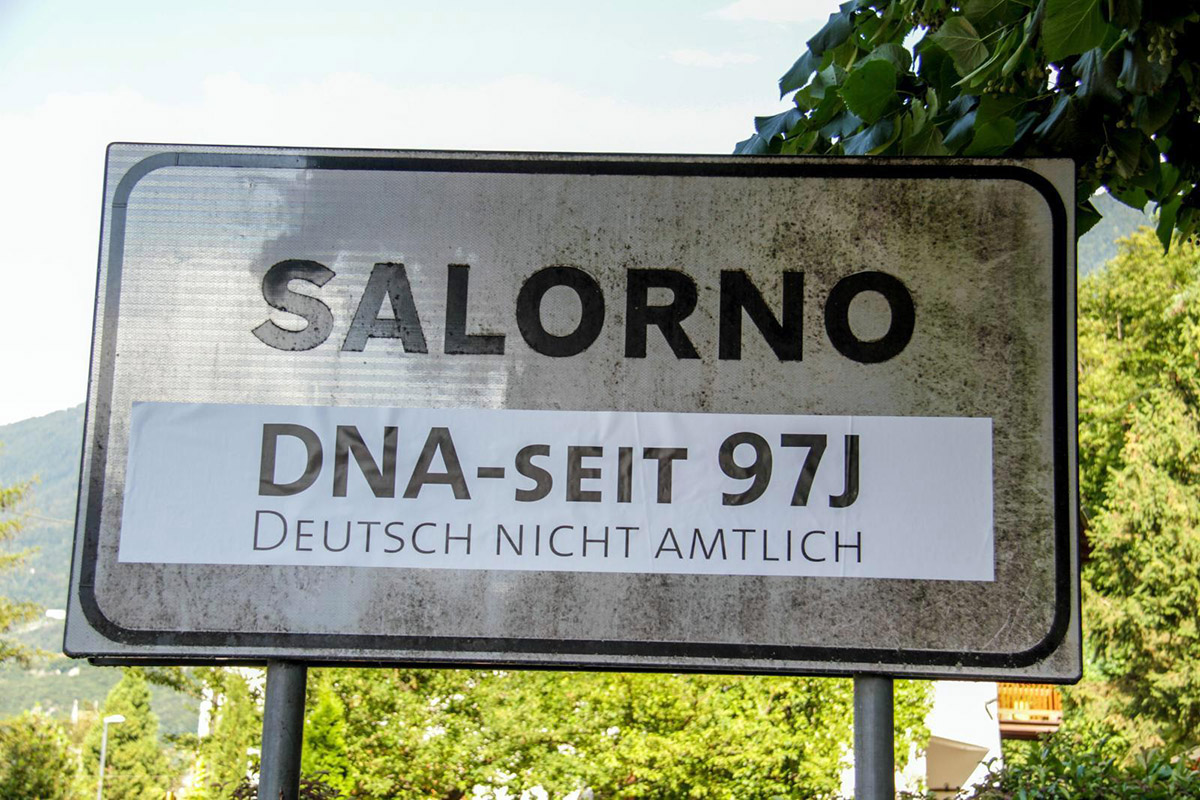 SALORNO
DNA-SEIT 97J
DEUTSCH NICHT AMTLICH